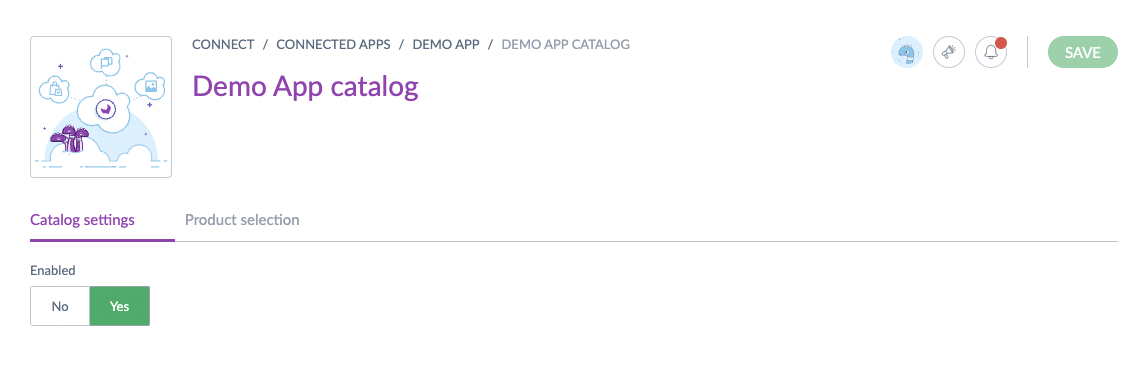 CONNECT / CONNECTED APPS / DEMO APP / DEMO APP CATALOG
SAVE
Demo App catalog
Catalog settings Product selection
Enabled
No Yes